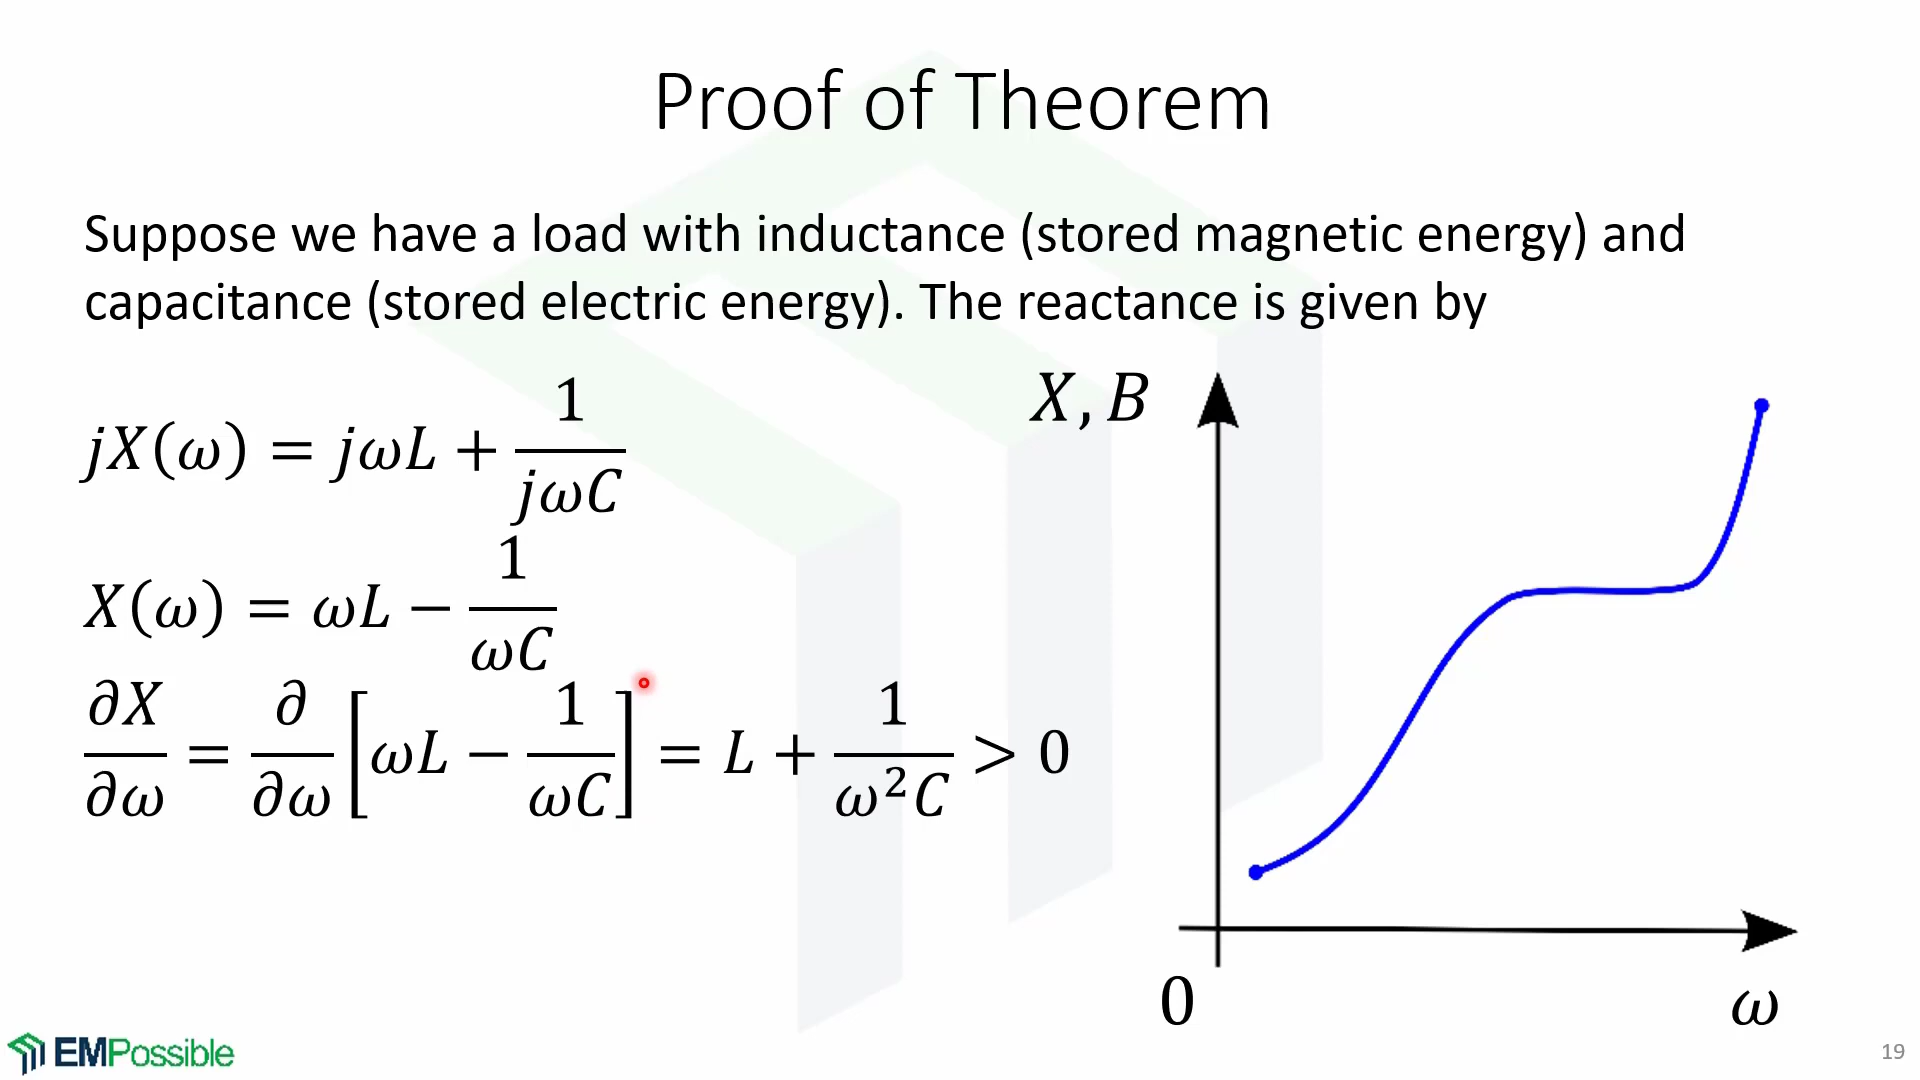 Proof of Theorem
Suppose we have a load with inductance (stored magnetic energy) and
capacitance (stored electric energy). The reactance is given by
jX(ω) = jωL + 1/(jωC)
X(ω) = ωL − 1/(ωC)
∂X/∂ω = ∂/∂ω [ωL − 1/(ωC)] = L + 1/(ω²C) > 0
X, B
0
ω
EMPossible
19